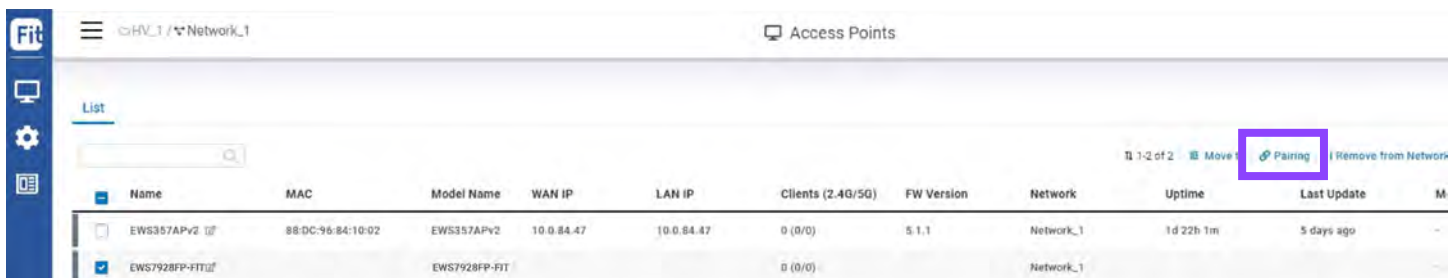 Fit HV_1 / Network_1 Access Points
List
1-2 of 2 Move t Pairing Remove from Network
Name MAC Model Name WAN IP LAN IP Clients (2.4G/5G) FW Version Network Uptime Last Update M
EWS357APv2 88:DC:96:84:10:02 EWS357APv2 10.0.84.47 10.0.84.47 0 (0/0) 5.1.1 Network_1 1d 22h 1m 5 days ago -
EWS7928FP-FIT EWS7928FP-FIT 0 (0/0) Network_1 -